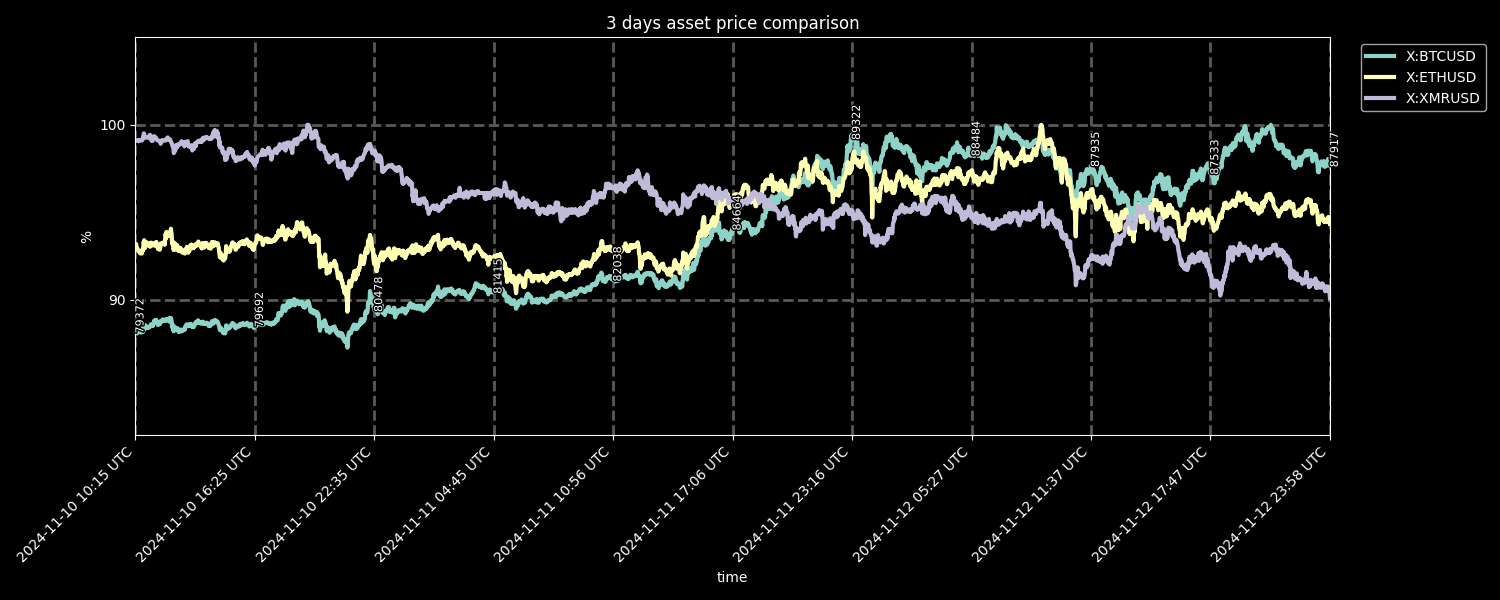 3 days asset price comparison
X:BTCUSD
X:ETHUSD
X:XMRUSD
100
90
%
79372
79692
80478
81415
82038
84664
89322
88484
87935
87533
87917
2024-11-10 10:15 UTC
2024-11-10 16:25 UTC
2024-11-10 22:35 UTC
2024-11-11 04:45 UTC
2024-11-11 10:56 UTC
2024-11-11 17:06 UTC
2024-11-11 23:16 UTC
2024-11-12 05:27 UTC
2024-11-12 11:37 UTC
2024-11-12 17:47 UTC
2024-11-12 23:58 UTC
time